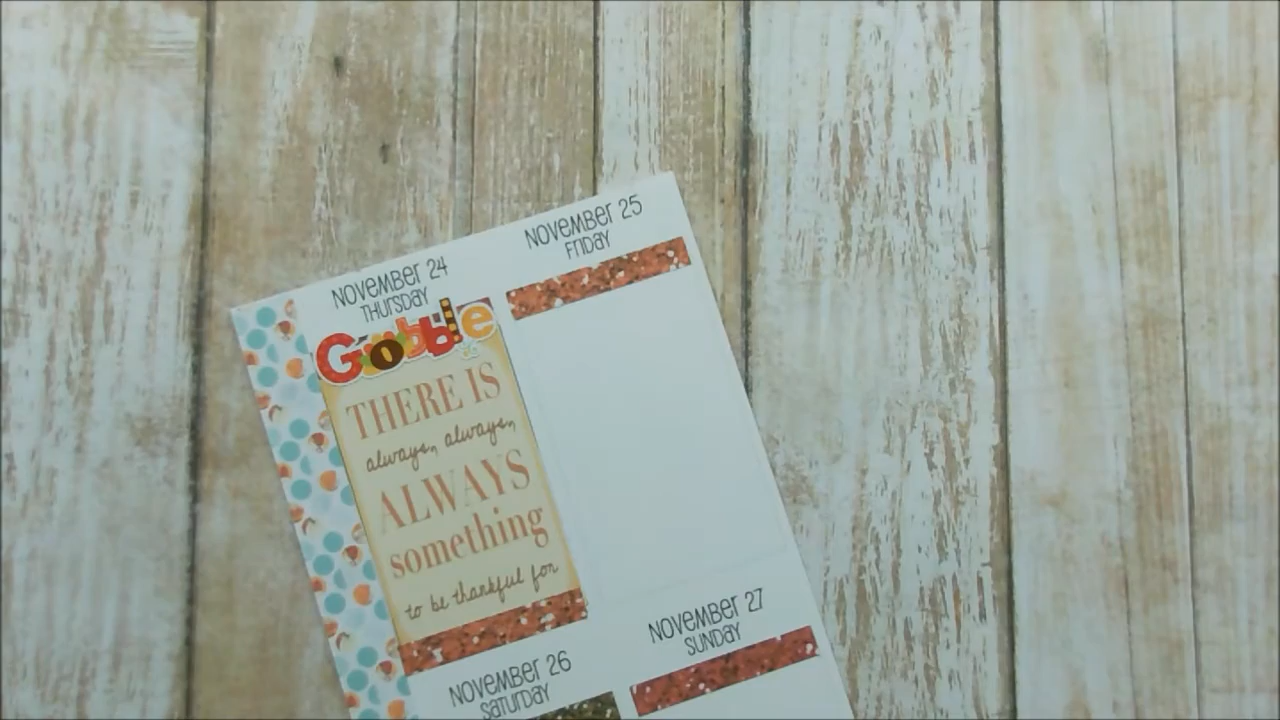 NOVEMBER 24
THURSDAY
Gobble
THERE IS
always, always,
ALWAYS
something
to be thankful for
NOVEMBER 25
FRIDAY
NOVEMBER 26
SATURDAY
NOVEMBER 27
SUNDAY